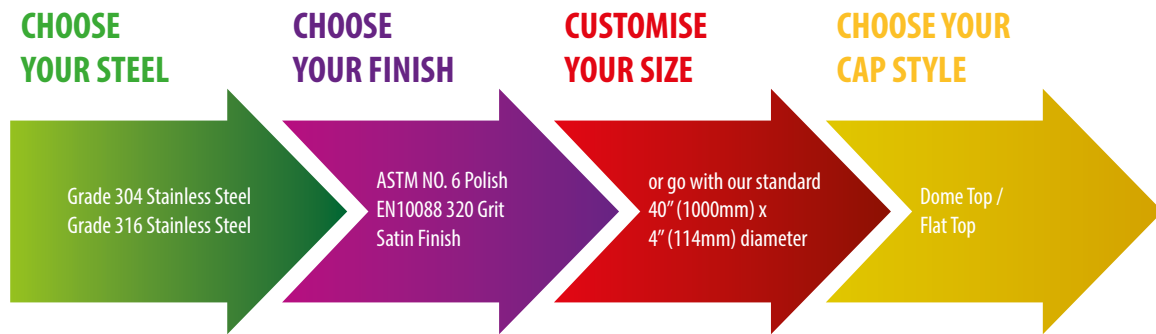 CHOOSE
YOUR STEEL
Grade 304 Stainless Steel
Grade 316 Stainless Steel
CHOOSE
YOUR FINISH
ASTM NO. 6 Polish
EN10088 320 Grit
Satin Finish
CUSTOMISE
YOUR SIZE
or go with our standard
40” (1000mm) x
4” (114mm) diameter
CHOOSE YOUR
CAP STYLE
Dome Top /
Flat Top